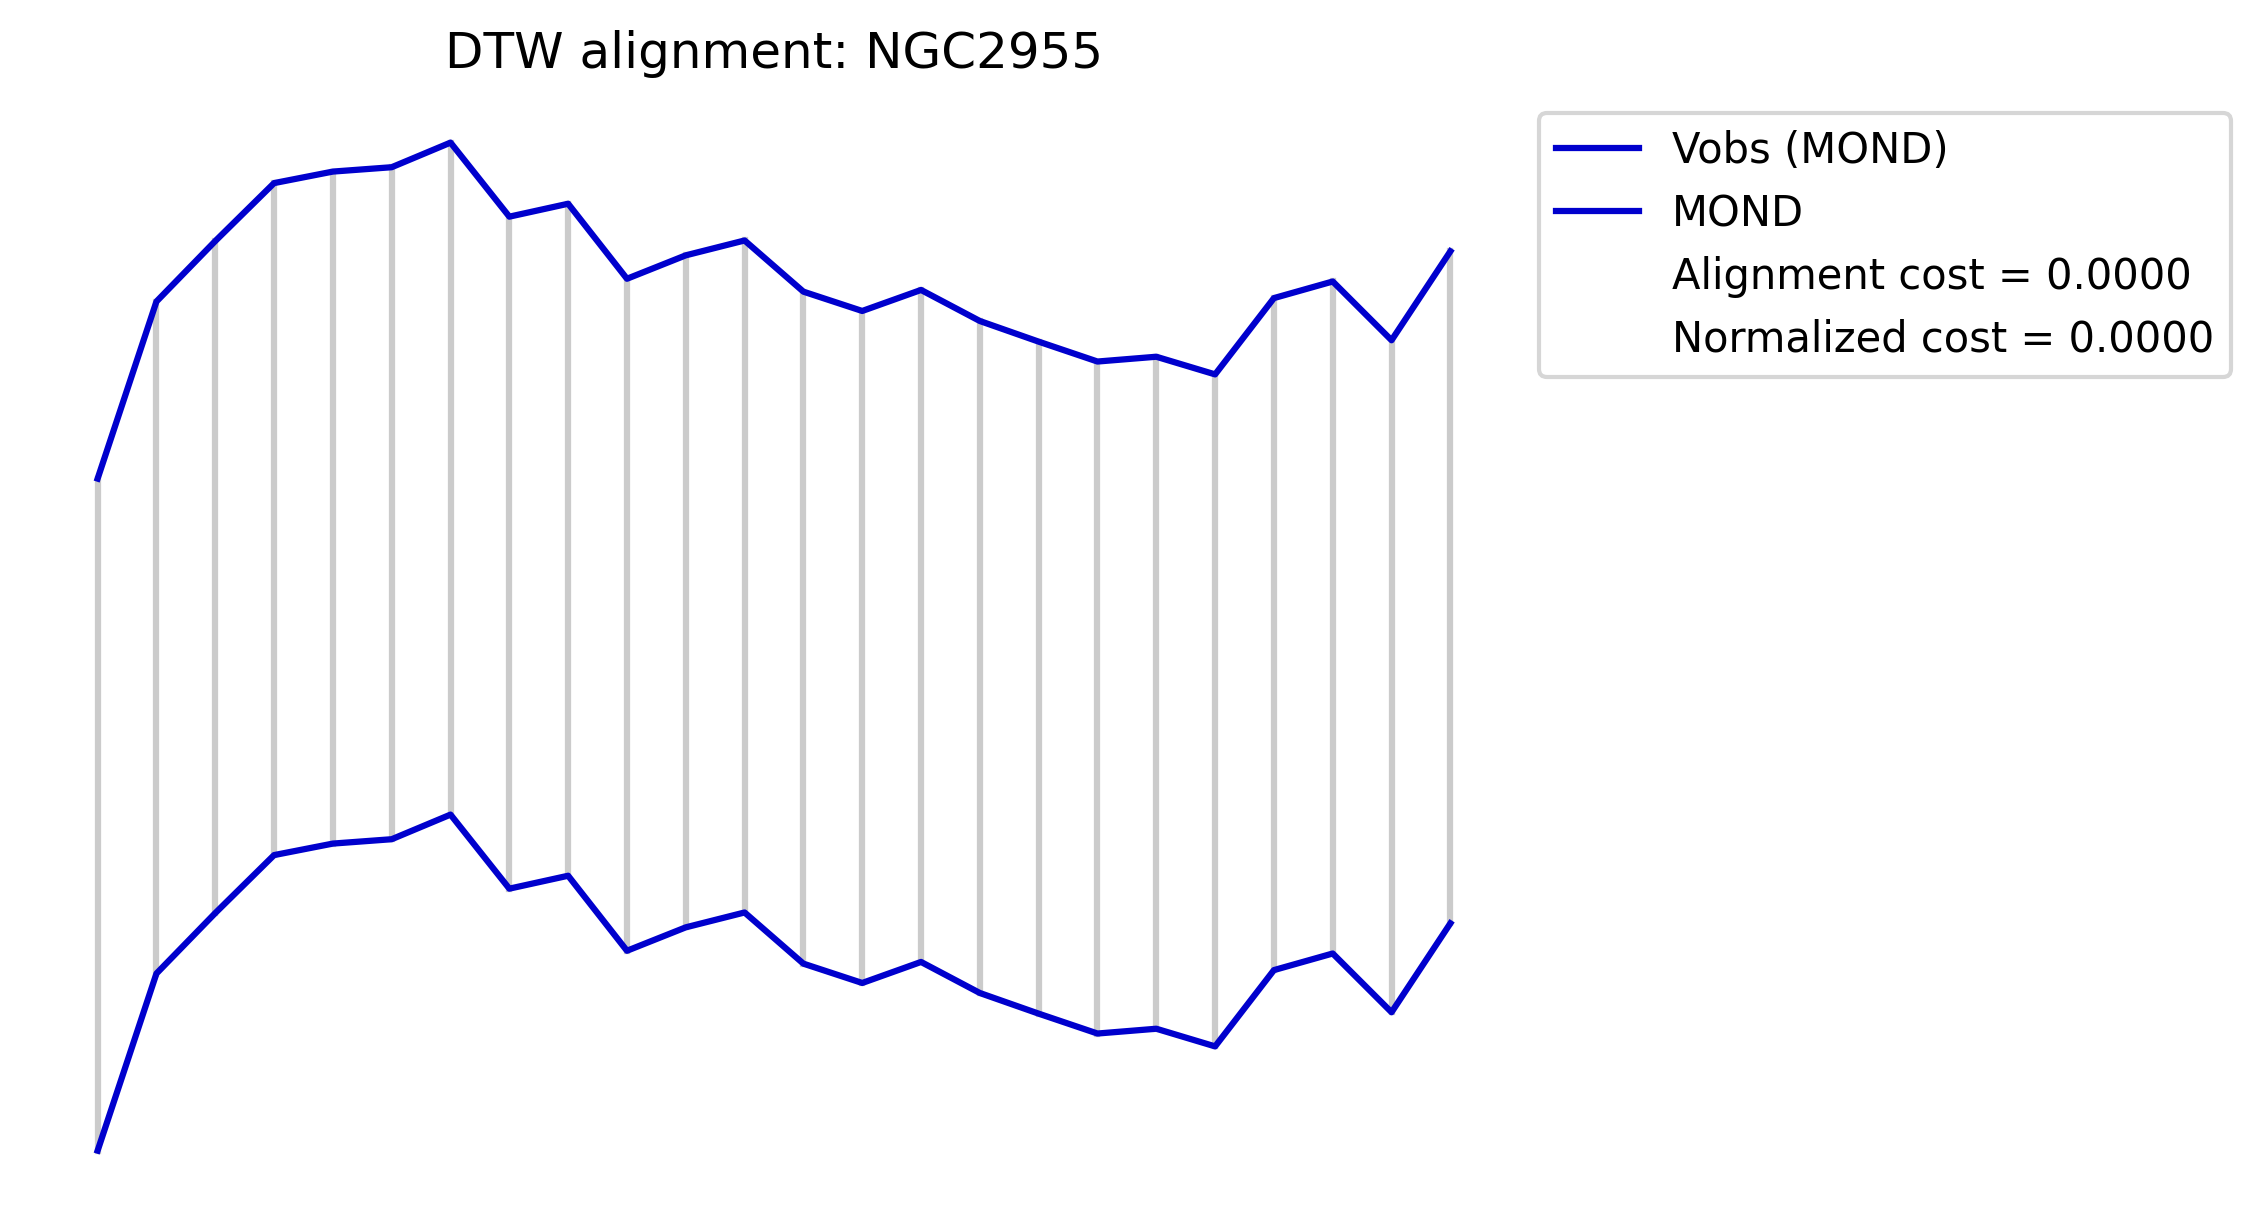 DTW alignment: NGC2955
Vobs (MOND)
MOND
Alignment cost = 0.0000
Normalized cost = 0.0000